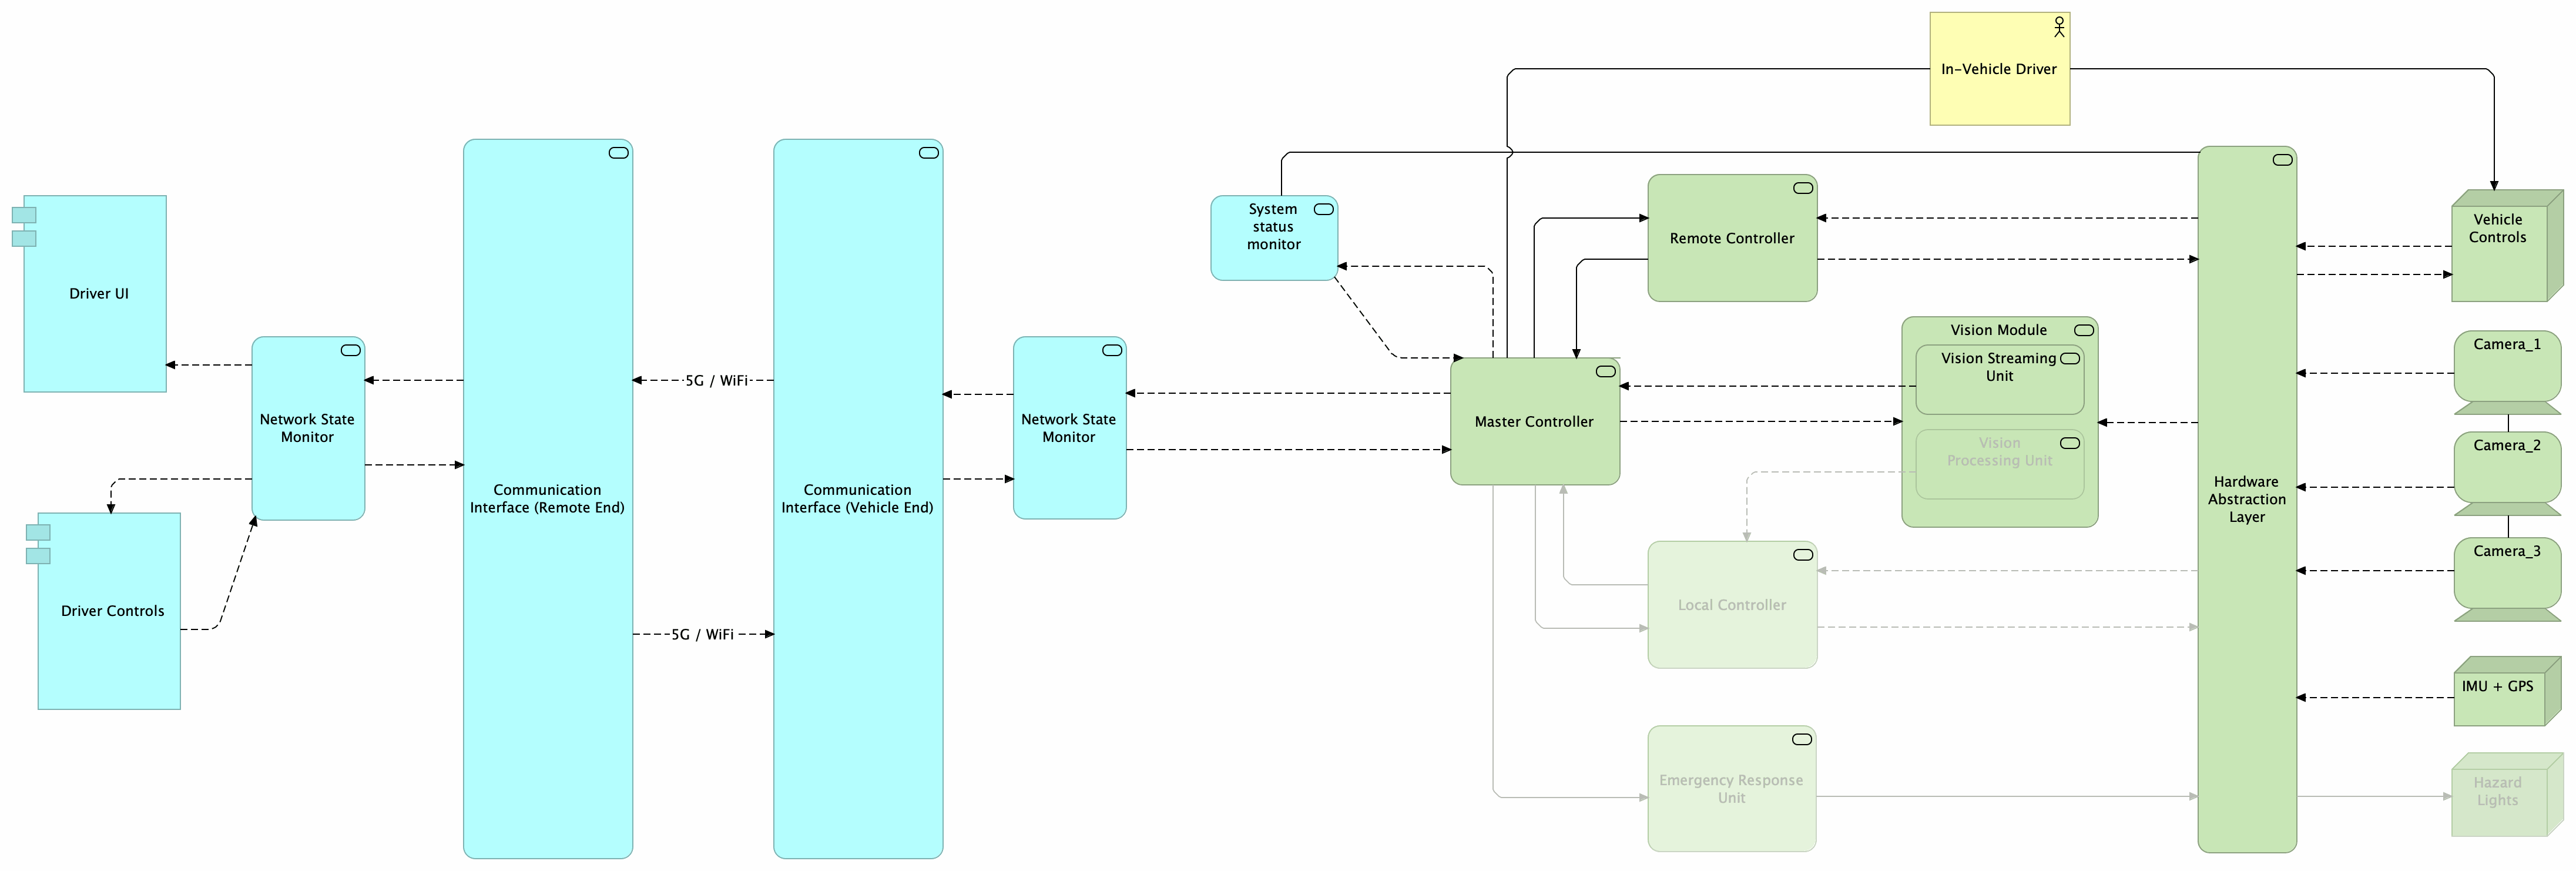 In-Vehicle Driver
Driver UI
Driver Controls
Network State
Monitor
Communication
Interface (Remote End)
5G / WiFi
5G / WiFi
Communication
Interface (Vehicle End)
Network State
Monitor
System
status
monitor
Master Controller
Remote Controller
Vision Module
Vision Streaming
Unit
Vision
Processing Unit
Local Controller
Emergency Response
Unit
Hardware
Abstraction
Layer
Vehicle
Controls
Camera_1
Camera_2
Camera_3
IMU + GPS
Hazard
Lights